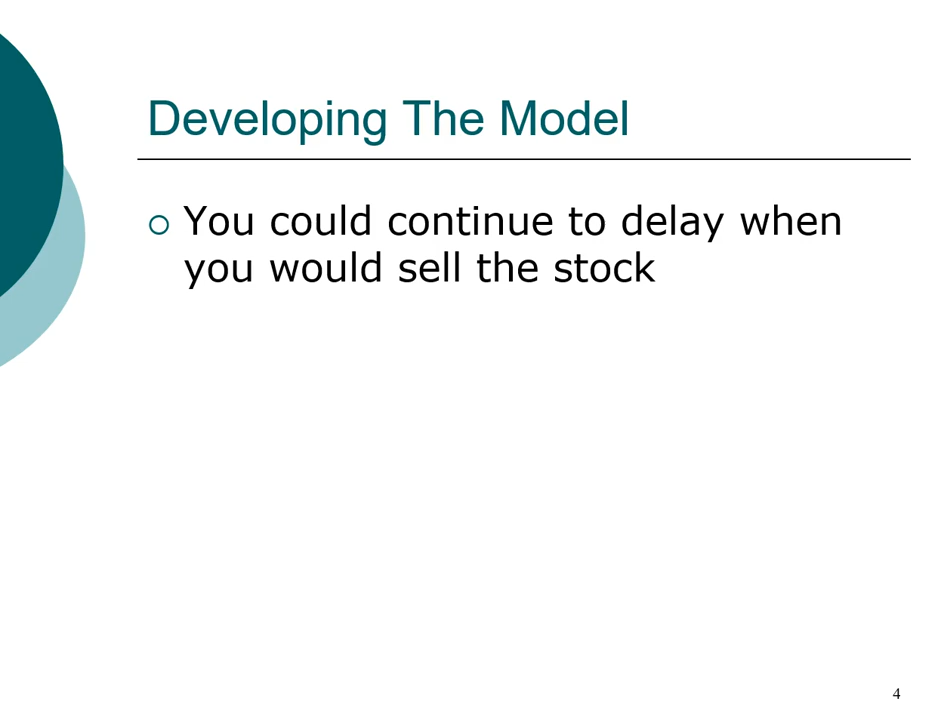 Developing The Model
You could continue to delay when
you would sell the stock
4